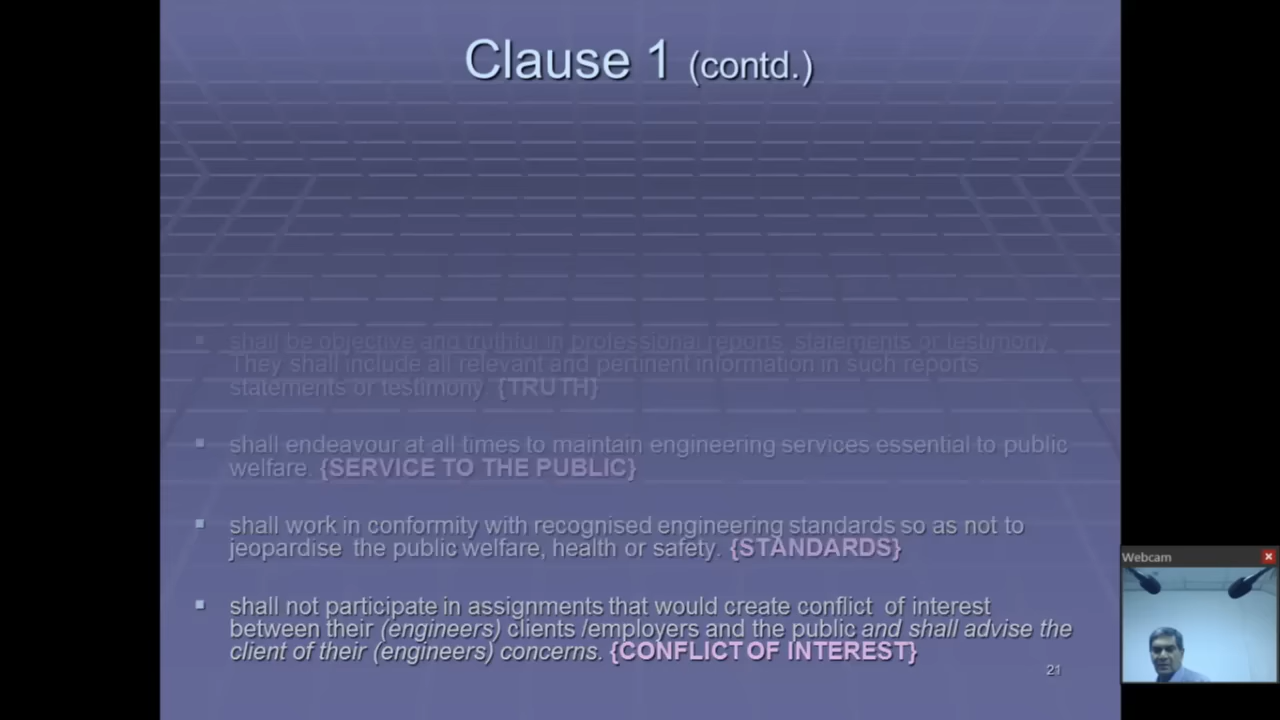 Clause 1 (contd.)
▪ shall be objective and truthful in professional reports, statements or testimony.
They shall include all relevant and pertinent information in such reports
statements or testimony {TRUTH}
▪ shall endeavour at all times to maintain engineering services essential to public
welfare. {SERVICE TO THE PUBLIC}
▪ shall work in conformity with recognised engineering standards so as not to
jeopardise the public welfare, health or safety. {STANDARDS}
▪ shall not participate in assignments that would create conflict of interest
between their (engineers) clients /employers and the public and shall advise the
client of their (engineers) concerns. {CONFLICT OF INTEREST}
21
Webcam